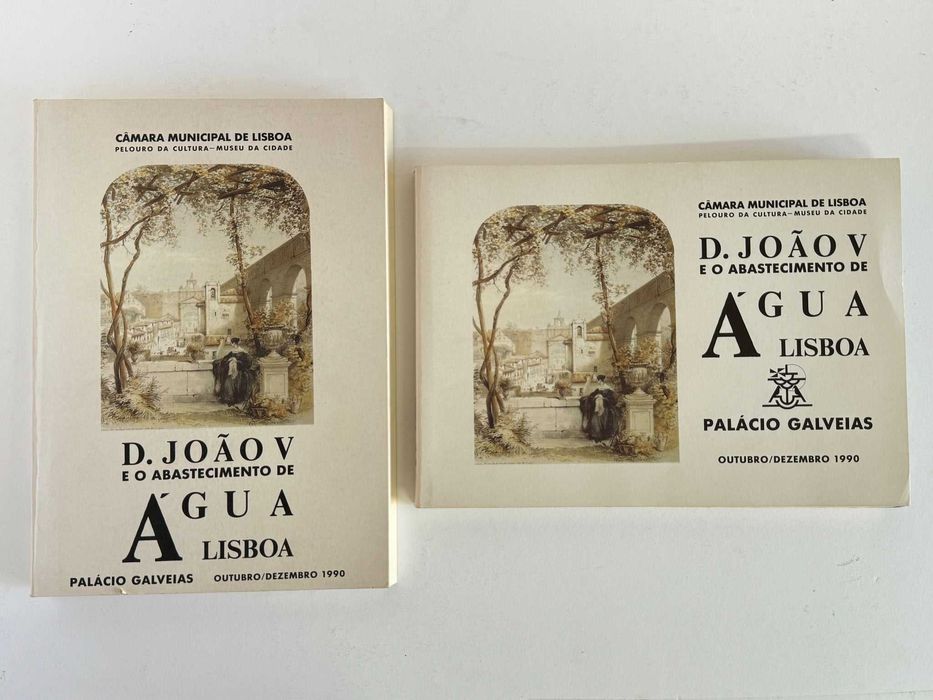 CÂMARA MUNICIPAL DE LISBOA
PELOURO DA CULTURA–MUSEU DA CIDADE
D. JOÃO V
E O ABASTECIMENTO DE
ÁGUA
LISBOA
PALÁCIO GALVEIAS OUTUBRO/DEZEMBRO 1990
CÂMARA MUNICIPAL DE LISBOA
PELOURO DA CULTURA–MUSEU DA CIDADE
D. JOÃO V
E O ABASTECIMENTO DE
ÁGUA
LISBOA
PALÁCIO GALVEIAS
OUTUBRO/DEZEMBRO 1990